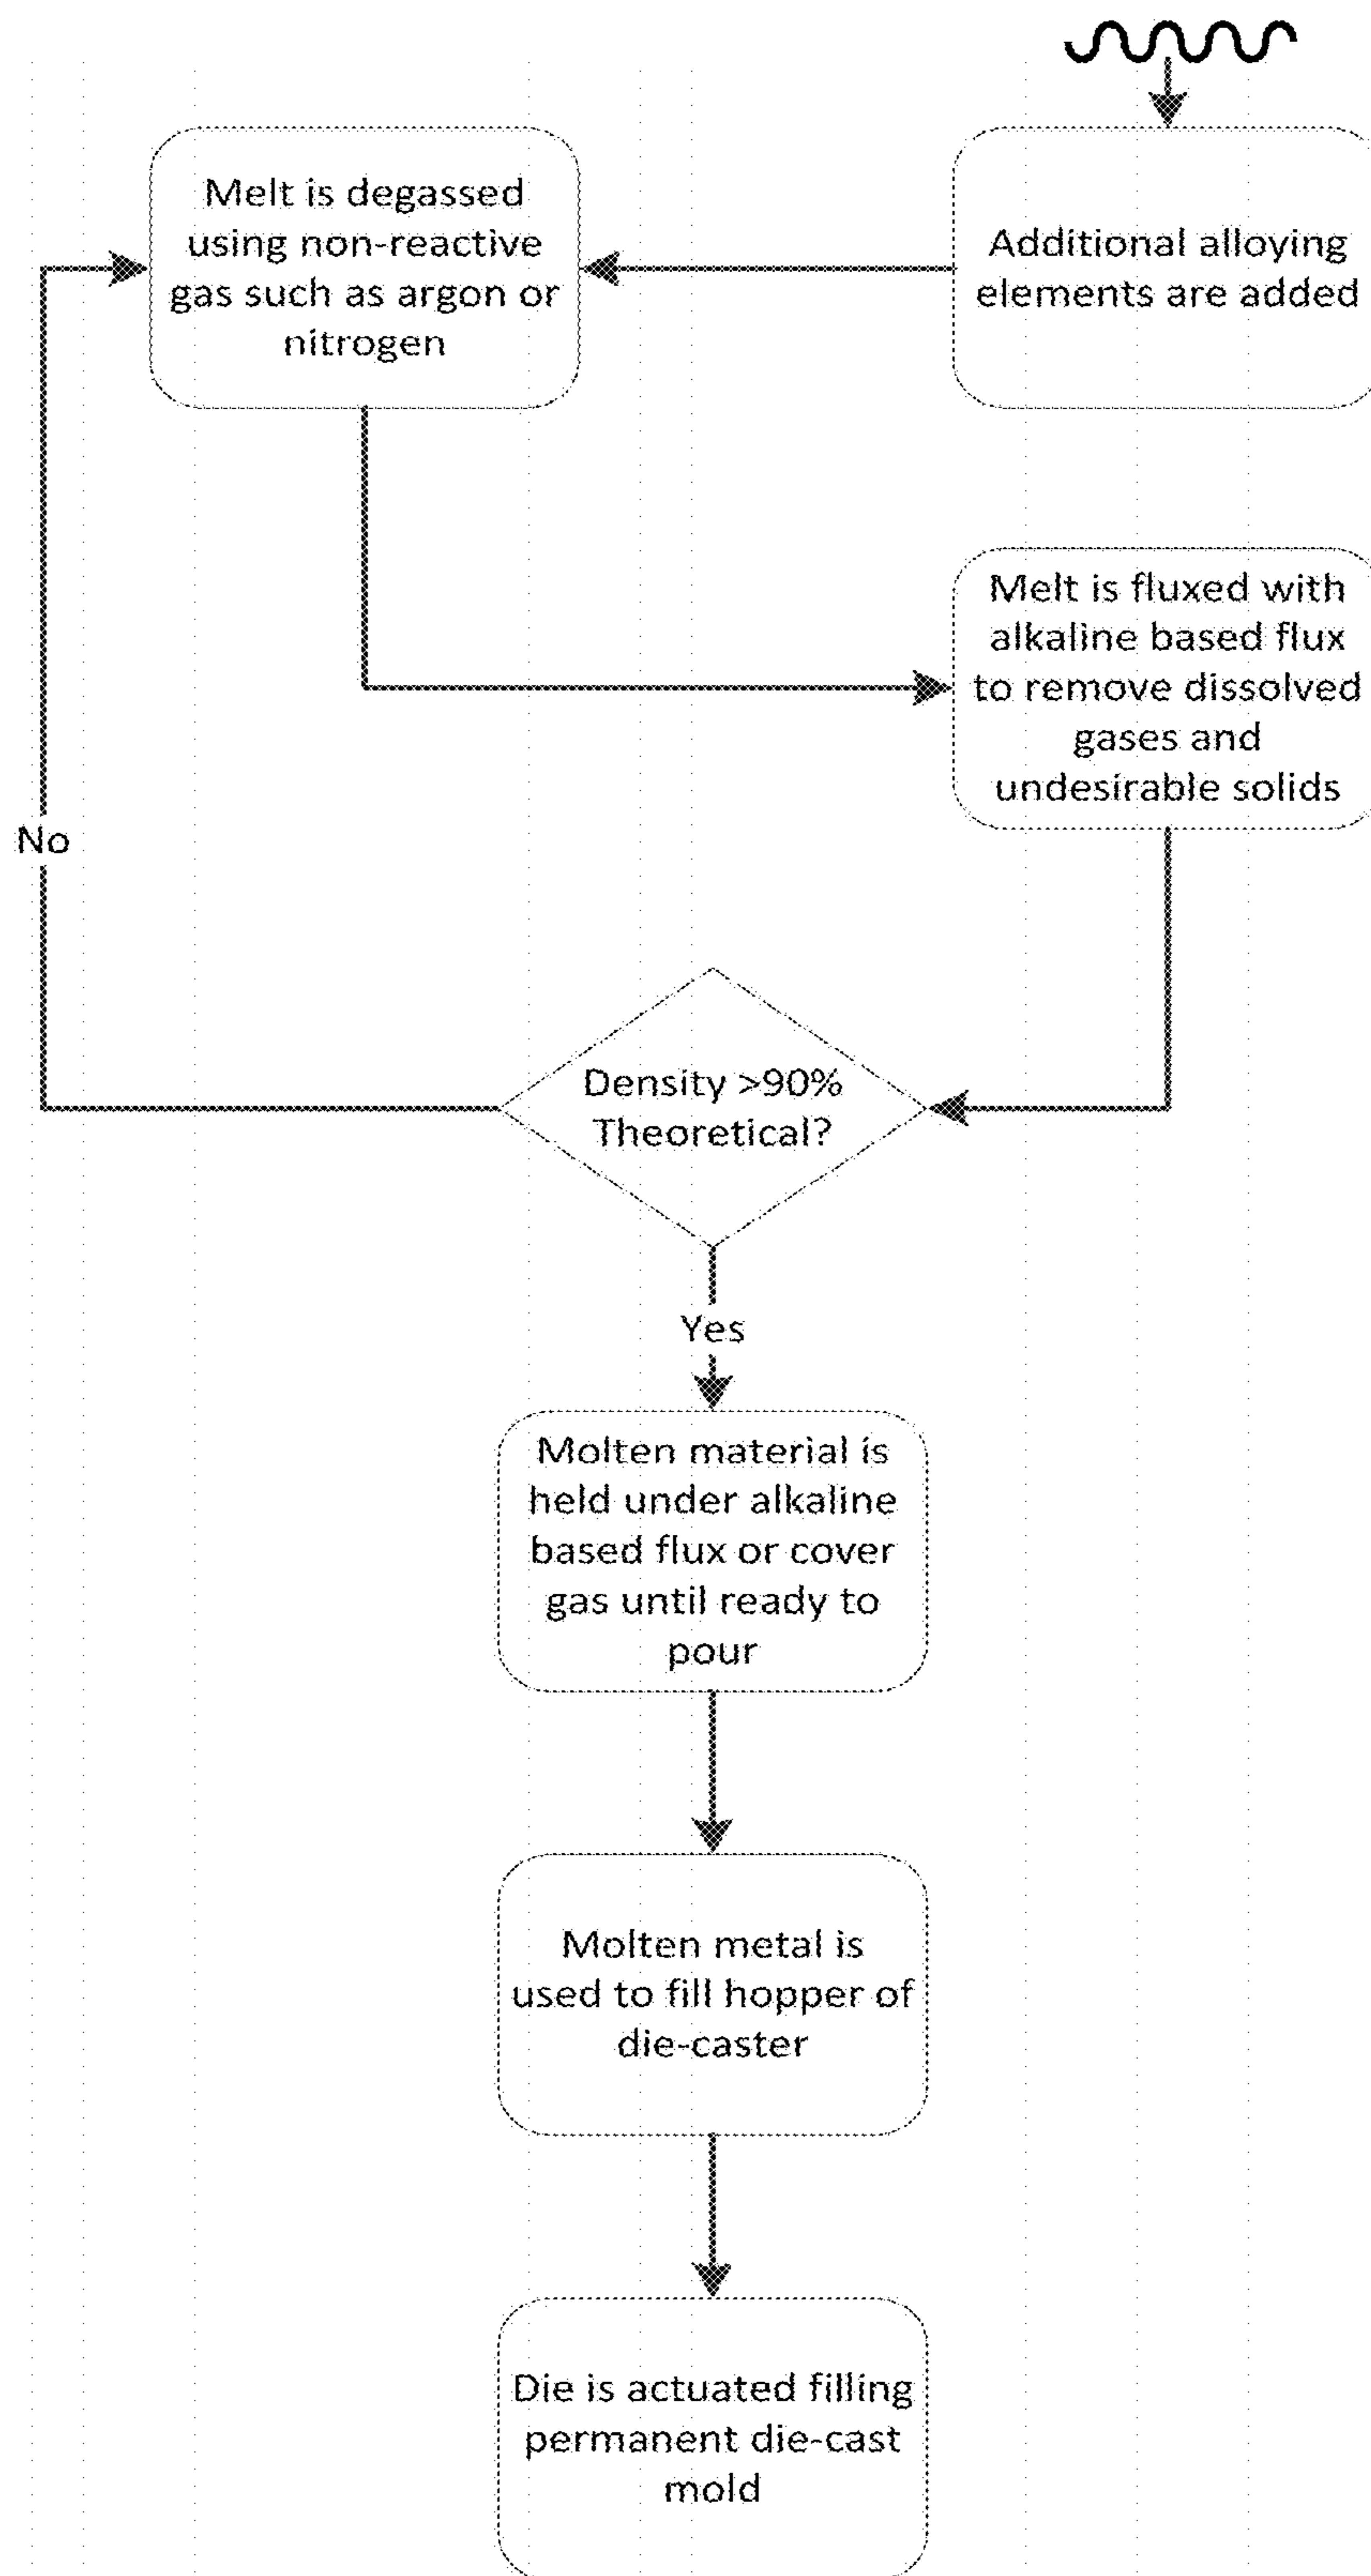 Melt is degassed
using non-reactive
gas such as argon or
nitrogen
Additional alloying
elements are added
Melt is fluxed with
alkaline based flux
to remove dissolved
gases and
undesirable solids
No
Density >90%
Theoretical?
Yes
Molten material is
held under alkaline
based flux or cover
gas until ready to
pour
Molten metal is
used to fill hopper of
die-caster
Die is actuated filling
permanent die-cast
mold